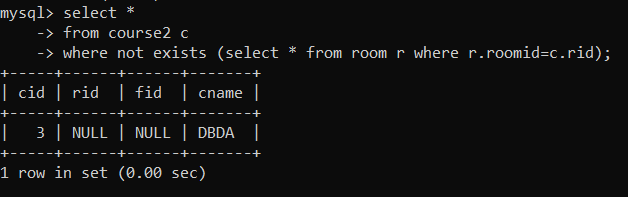 mysql> select *
    -> from course2 c
    -> where not exists (select * from room r where r.roomid=c.rid);
+-----+------+------+-------+
| cid | rid  | fid  | cname |
+-----+------+------+-------+
|   3 | NULL | NULL | DBDA  |
+-----+------+------+-------+
1 row in set (0.00 sec)